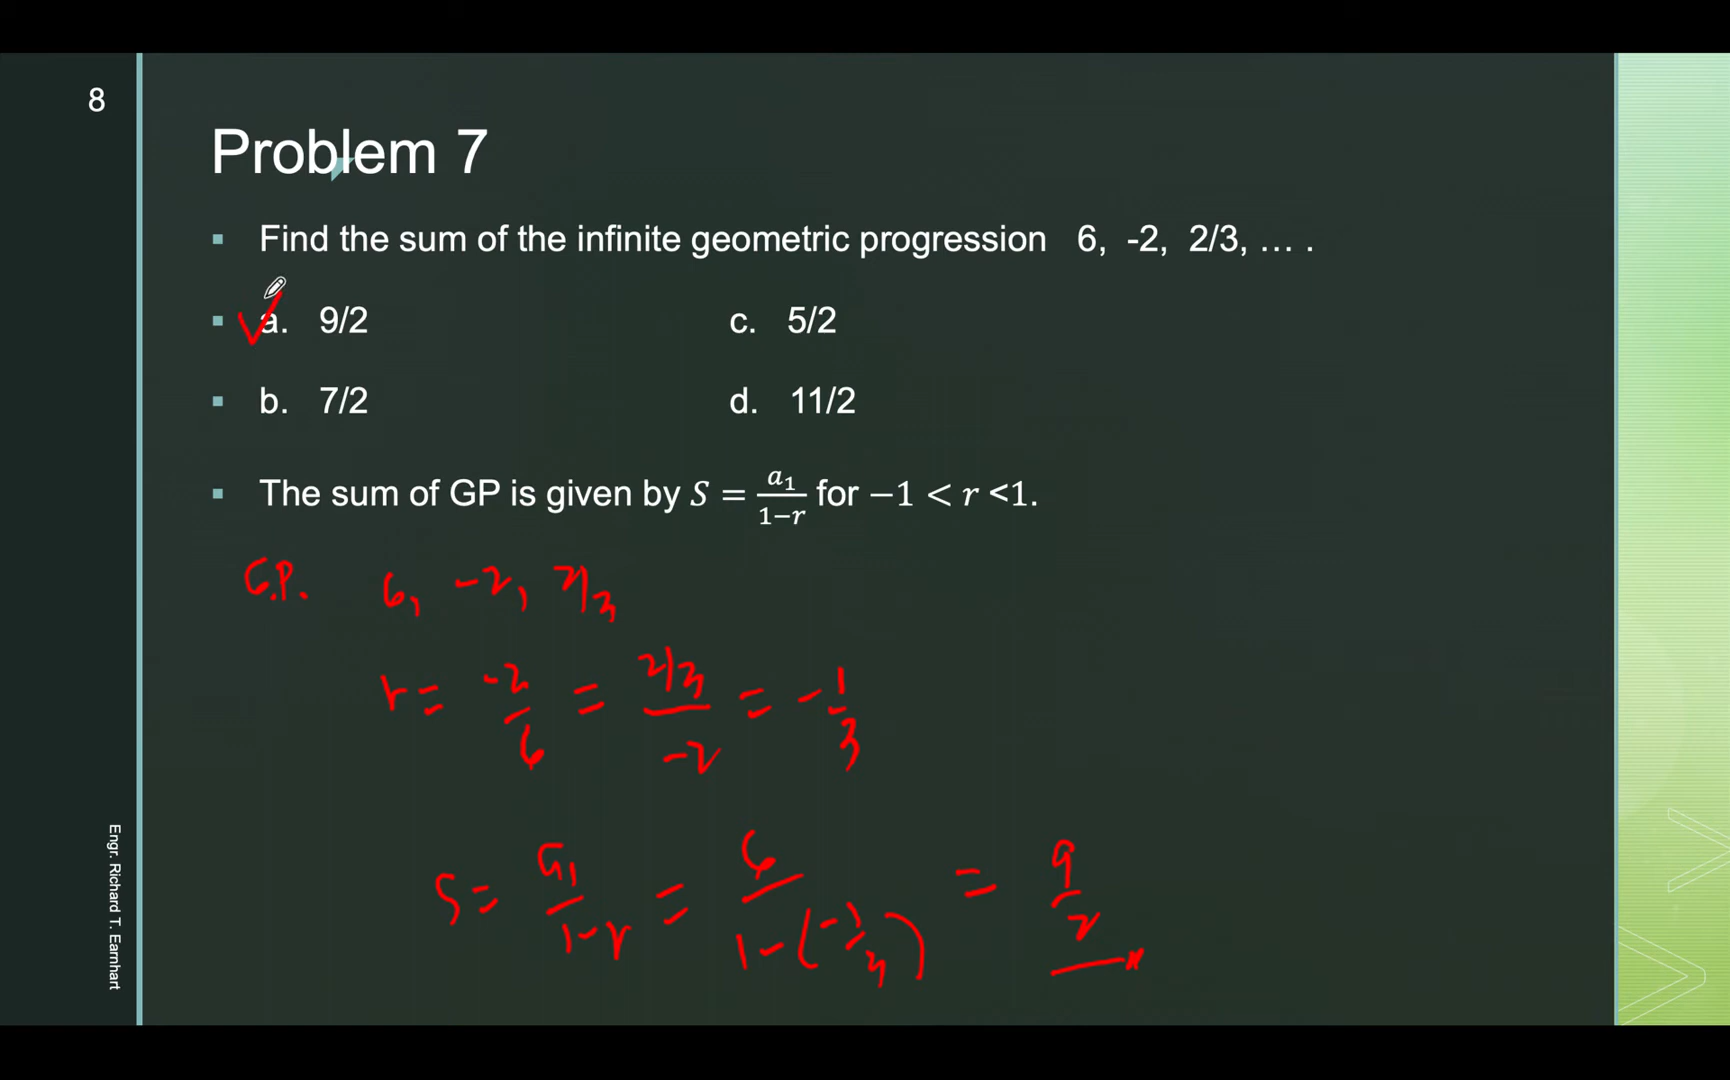 8
Problem 7
▪ Find the sum of the infinite geometric progression 6, -2, 2/3, … .
▪ a. 9/2 c. 5/2
▪ b. 7/2 d. 11/2
▪ The sum of GP is given by S = a₁/(1−r) for −1 < r <1.
G.P. 6, -2, 2/3
r = -2/6 = (2/3)/-2 = -1/3
S = a₁/(1-r) = 6/(1-(-1/3)) = 9/2
Engr. Richard T. Earnhart